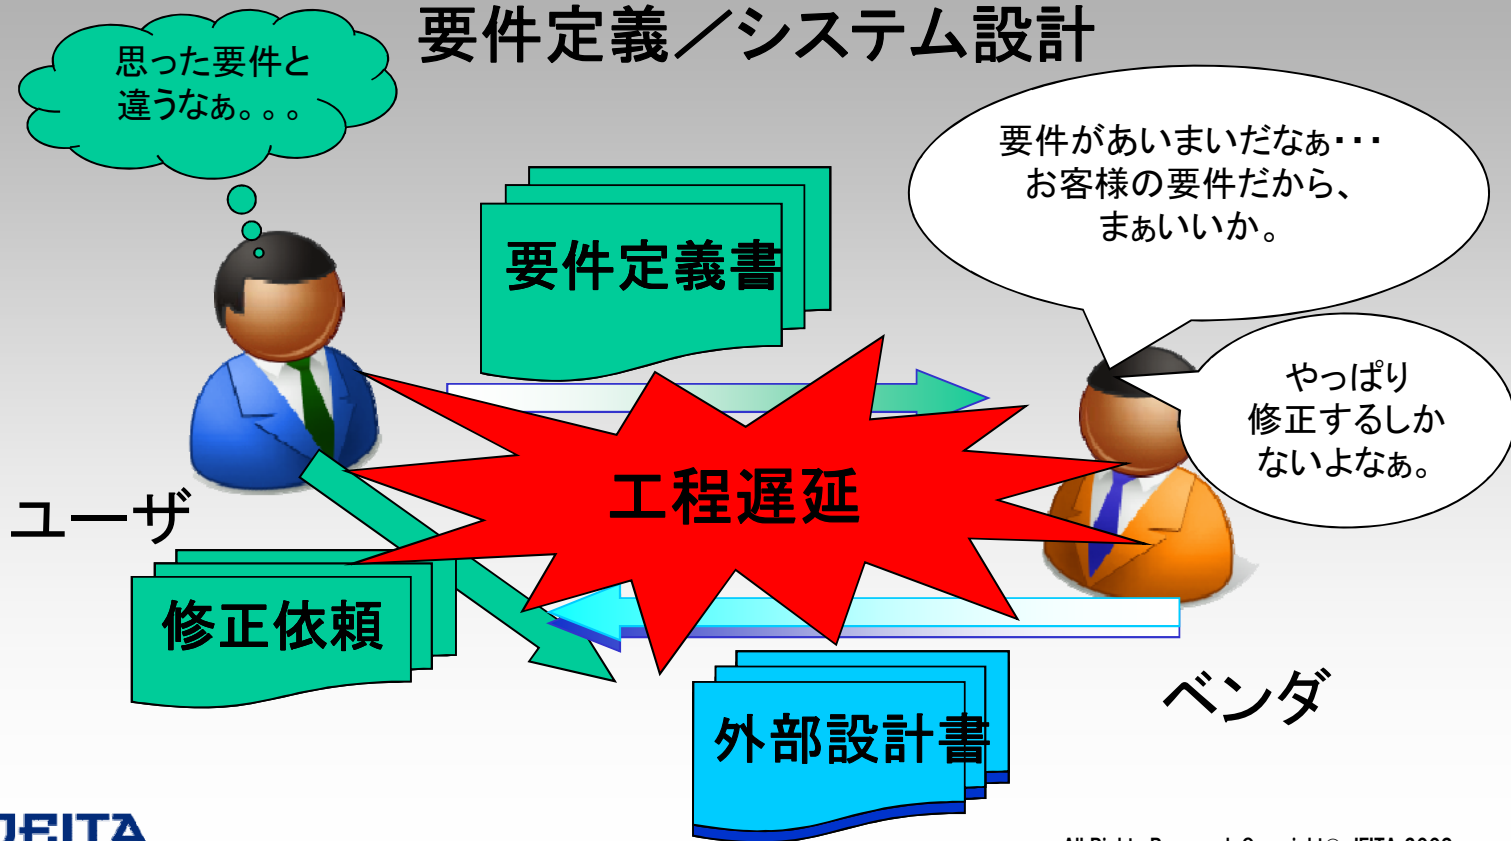 要件定義／システム設計
思った要件と
違うなぁ。。。
要件があいまいだなぁ・・・
お客様の要件だから、
まぁいいか。
要件定義書
やっぱり
修正するしか
ないよなぁ。
工程遅延
ユーザ
修正依頼
ベンダ
外部設計書
JEITA